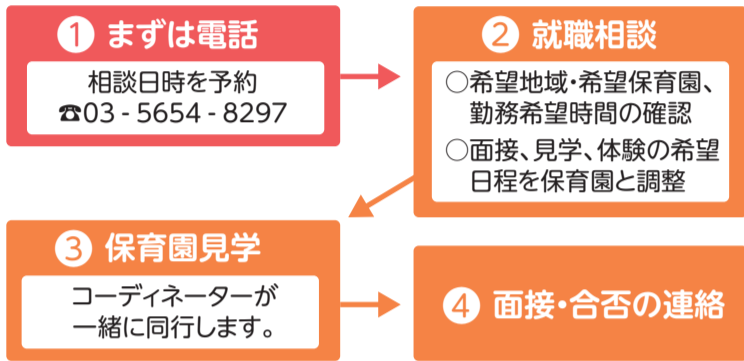 ❶ まずは電話
相談日時を予約
☎03 - 5654 - 8297
❷ 就職相談
○希望地域・希望保育園、
勤務希望時間の確認
○面接、見学、体験の希望
日程を保育園と調整
❸ 保育園見学
コーディネーターが
一緒に同行します。
❹ 面接・合否の連絡